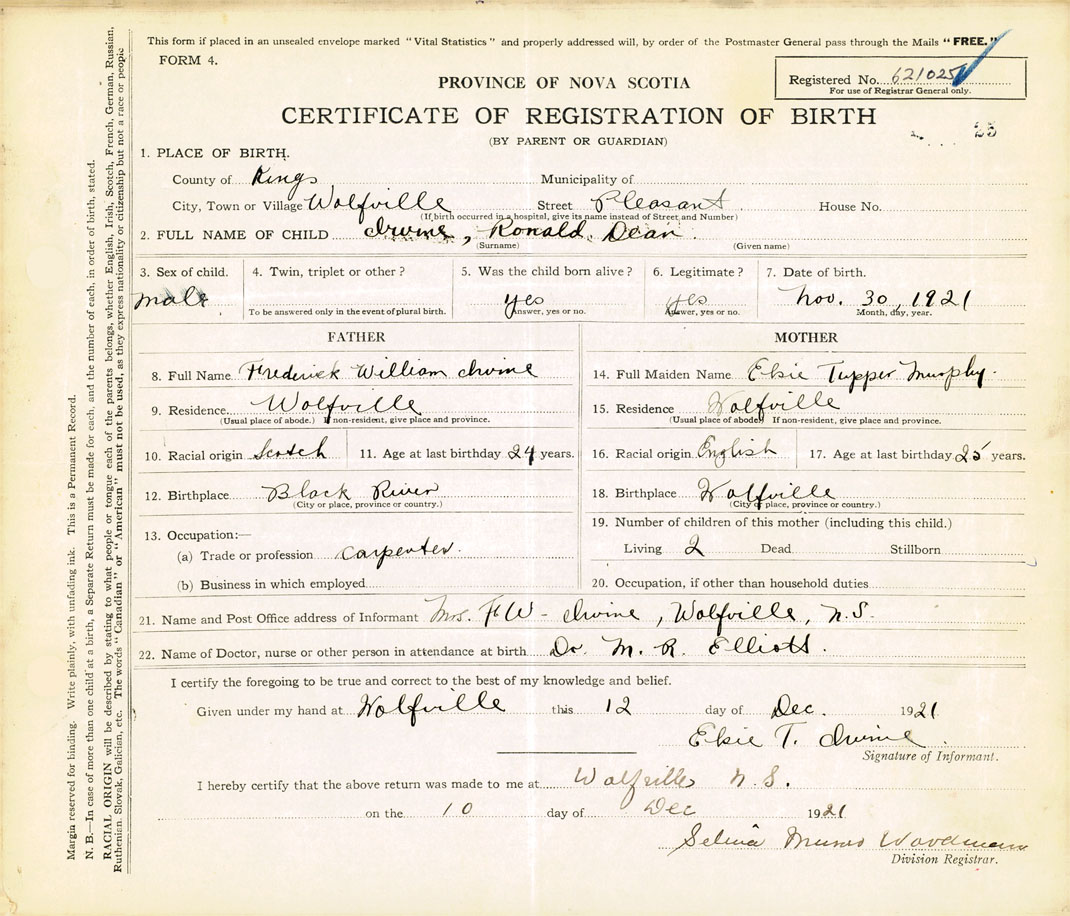 This form if placed in an unsealed envelope marked "Vital Statistics" and properly addressed will, by order of the Postmaster General pass through the Mails "FREE."
FORM 4.
Registered No. 621025
For use of Registrar General only.
PROVINCE OF NOVA SCOTIA
CERTIFICATE OF REGISTRATION OF BIRTH
25
(BY PARENT OR GUARDIAN)
1. PLACE OF BIRTH.
County of Kings Municipality of
City, Town or Village Wolfville Street Pleasant House No.
(If birth occurred in a hospital, give its name instead of Street and Number)
2. FULL NAME OF CHILD Irvine, Ronald Dean.
(Surname) (Given name)
3. Sex of child. 4. Twin, triplet or other? 5. Was the child born alive? 6. Legitimate? 7. Date of birth.
male yes yes Nov. 30, 1921
To be answered only in the event of plural birth. Answer, yes or no. Answer, yes or no. Month, day, year.
FATHER MOTHER
8. Full Name Frederick William Irvine 14. Full Maiden Name Elsie Tupper Murphy.
9. Residence. Wolfville 15. Residence Wolfville
(Usual place of abode.) If non-resident, give place and province. (Usual place of abode.) If non-resident, give place and province.
10. Racial origin Scotch 11. Age at last birthday 24 years. 16. Racial origin English 17. Age at last birthday 25 years.
12. Birthplace Black River 18. Birthplace Wolfville
(City or place, province or country.) (City or place, province or country.)
13. Occupation:— 19. Number of children of this mother (including this child.)
(a) Trade or profession carpenter. Living 2 Dead Stillborn
(b) Business in which employed 20. Occupation, if other than household duties
21. Name and Post Office address of Informant Mrs. F W - Irvine, Wolfville, N.S.
22. Name of Doctor, nurse or other person in attendance at birth Dr. M. R. Elliott.
I certify the foregoing to be true and correct to the best of my knowledge and belief.
Given under my hand at Wolfville this 12 day of Dec. 1921
Elsie T. Irvine.
Signature of Informant.
I hereby certify that the above return was made to me at Wolfville N.S.
on the 10 day of Dec 1921
Selina Munro Woodman
Division Registrar.
Margin reserved for binding. Write plainly, with unfading ink. This is a Permanent Record.
N. B.—In case of more than one child at a birth, a Separate Return must be made for each, and the number of each, in order of birth, stated.
RACIAL ORIGIN will be described by stating to what people or tongue each of the parents belongs, whether English, Irish, Scotch, French, German, Russian,
Ruthenian, Slovak, Galician, etc. The words "Canadian" or "American" must not be used, as they express nationality or citizenship but not a race or people